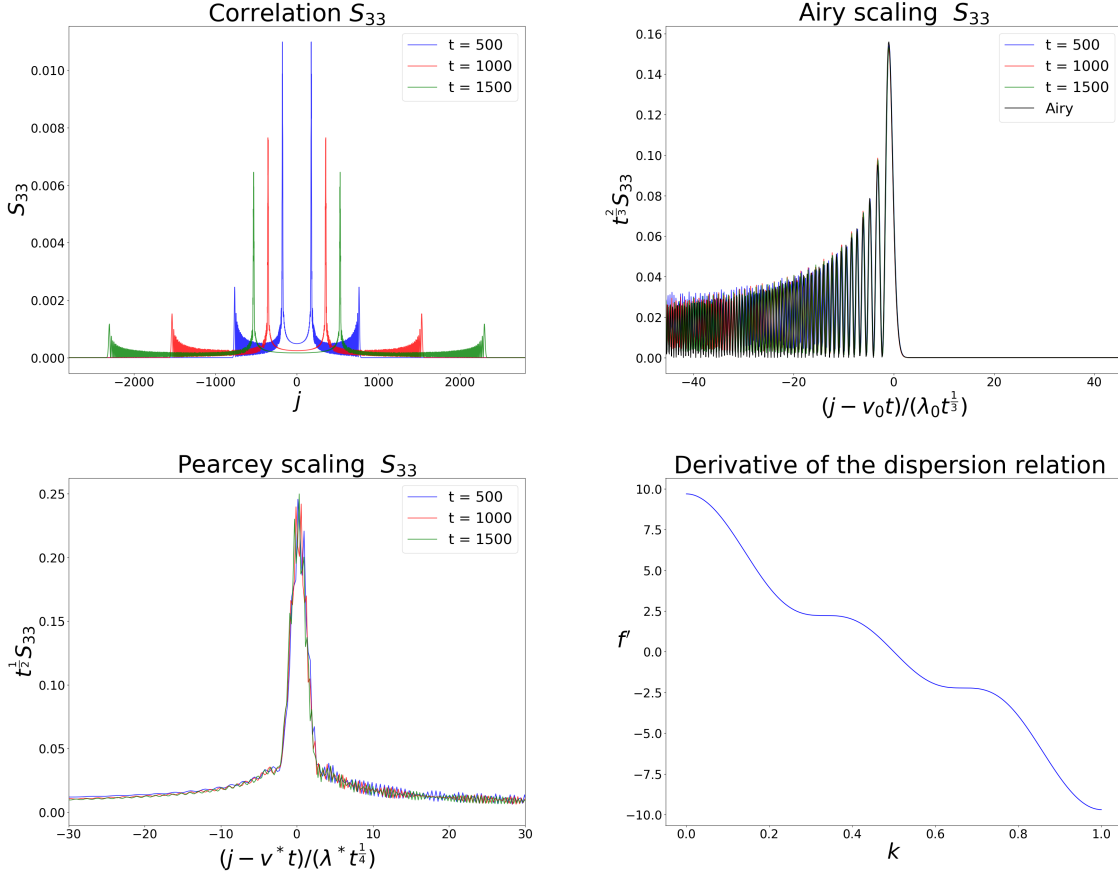 Correlation S₃₃
S₃₃
0.010
0.008
0.006
0.004
0.002
0.000
t = 500
t = 1000
t = 1500
−2000 −1000 0 1000 2000
j
Airy scaling S₃₃
t^{2/3}S₃₃
0.16
0.14
0.12
0.10
0.08
0.06
0.04
0.02
0.00
t = 500
t = 1000
t = 1500
Airy
−40 −20 0 20 40
(j − v₀t)/(λ₀t^{1/3})
Pearcey scaling S₃₃
t^{1/2}S₃₃
0.25
0.20
0.15
0.10
0.05
0.00
t = 500
t = 1000
t = 1500
−30 −20 −10 0 10 20 30
(j − v*t)/(λ*t^{1/4})
Derivative of the dispersion relation
f′
10.0
7.5
5.0
2.5
0.0
−2.5
−5.0
−7.5
−10.0
0.0 0.2 0.4 0.6 0.8 1.0
k